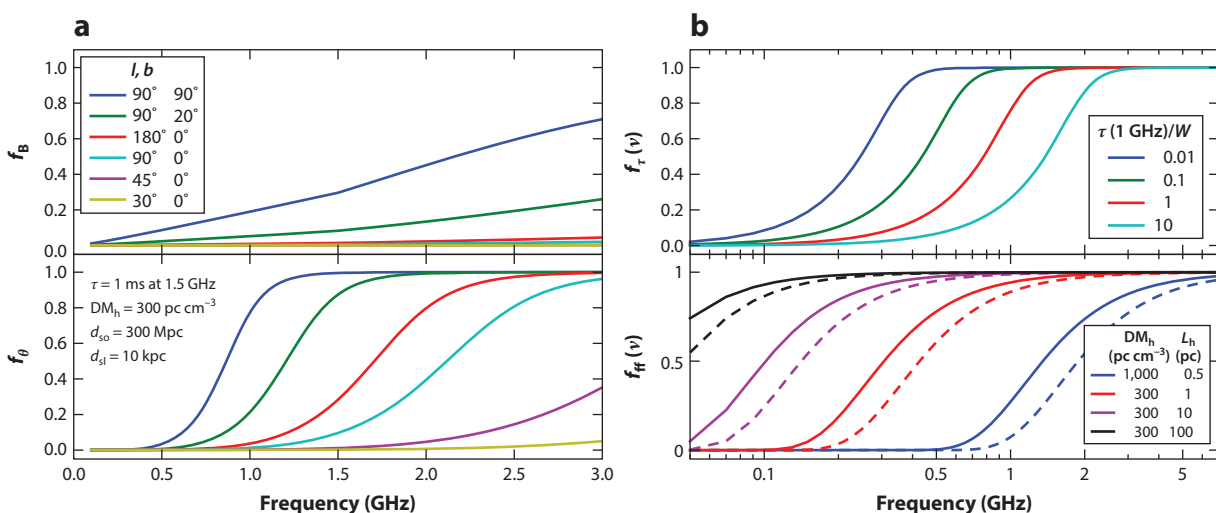 a
1.0
0.8
0.6
0.4
0.2
0.0
f_B
l, b
90° 90°
90° 20°
180° 0°
90° 0°
45° 0°
30° 0°
1.0
0.8
0.6
0.4
0.2
0.0
f_θ
τ = 1 ms at 1.5 GHz
DM_h = 300 pc cm⁻³
d_so = 300 Mpc
d_sl = 10 kpc
0.0 0.5 1.0 1.5 2.0 2.5 3.0
Frequency (GHz)
b
1.0
0.8
0.6
0.4
0.2
0.0
f_τ (ν)
τ (1 GHz)/W
0.01
0.1
1
10
1
0.5
0
f_ff (ν)
DM_h L_h
(pc cm⁻³) (pc)
1,000 0.5
300 1
300 10
300 100
0.1 0.5 1 2 5
Frequency (GHz)